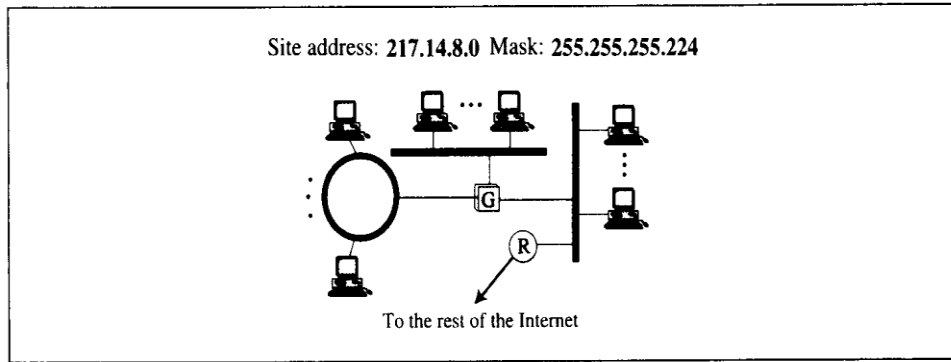 Site address: 217.14.8.0 Mask: 255.255.255.224
G
R
To the rest of the Internet